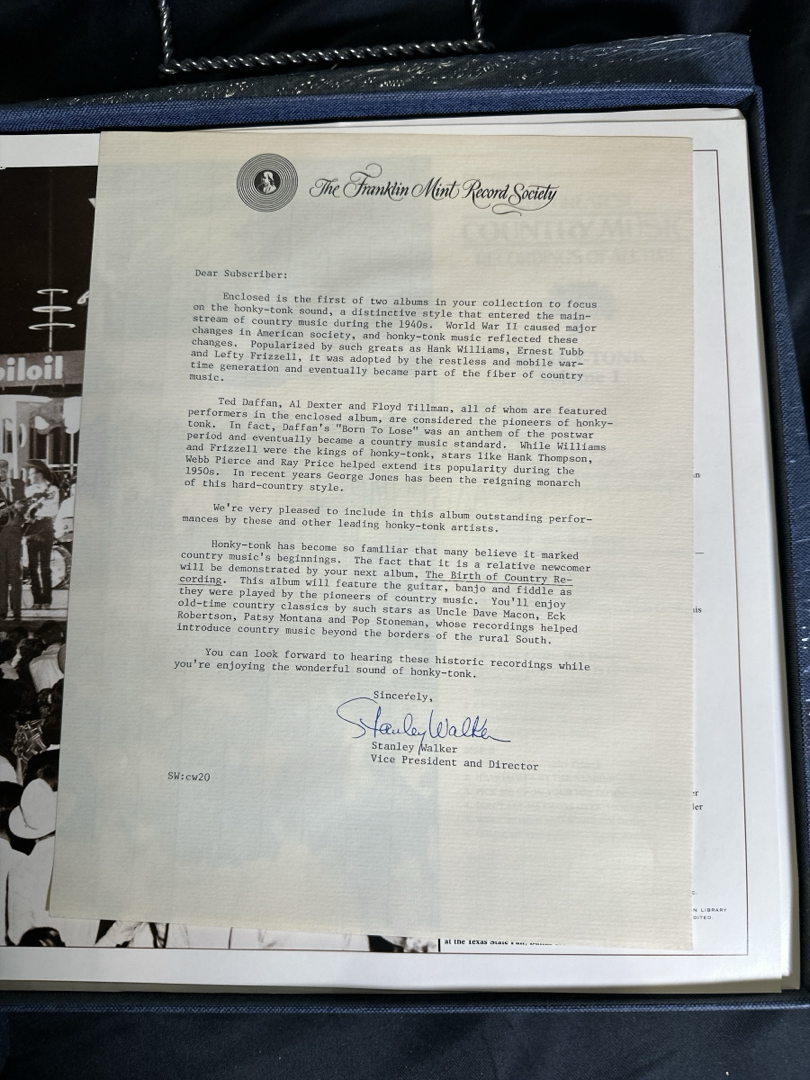 The Franklin Mint Record Society
COUNTRY MUSIC
Dear Subscriber:
Enclosed is the first of two albums in your collection to focus
on the honky-tonk sound, a distinctive style that entered the main-
stream of country music during the 1940s. World War II caused major
changes in American society, and honky-tonk music reflected these
changes. Popularized by such greats as Hank Williams, Ernest Tubb
and Lefty Frizzell, it was adopted by the restless and mobile war-
time generation and eventually became part of the fiber of country
music.
Ted Daffan, Al Dexter and Floyd Tillman, all of whom are featured
performers in the enclosed album, are considered the pioneers of honky-
tonk. In fact, Daffan's "Born To Lose" was an anthem of the postwar
period and eventually became a country music standard. While Williams
and Frizzell were the kings of honky-tonk, stars like Hank Thompson,
Webb Pierce and Ray Price helped extend its popularity during the
1950s. In recent years George Jones has been the reigning monarch
of this hard-country style.
We're very pleased to include in this album outstanding perfor-
mances by these and other leading honky-tonk artists.
Honky-tonk has become so familiar that many believe it marked
country music's beginnings. The fact that it is a relative newcomer
will be demonstrated by your next album, The Birth of Country Re-
cording. This album will feature the guitar, banjo and fiddle as
they were played by the pioneers of country music. You'll enjoy
old-time country classics by such stars as Uncle Dave Macon, Eck
Robertson, Patsy Montana and Pop Stoneman, whose recordings helped
introduce country music beyond the borders of the rural South.
You can look forward to hearing these historic recordings while
you're enjoying the wonderful sound of honky-tonk.
Sincerely,
Stanley Walker
Stanley Walker
Vice President and Director
SW:cw20
biloil
N LIBRARY
DITED
at the Texas State